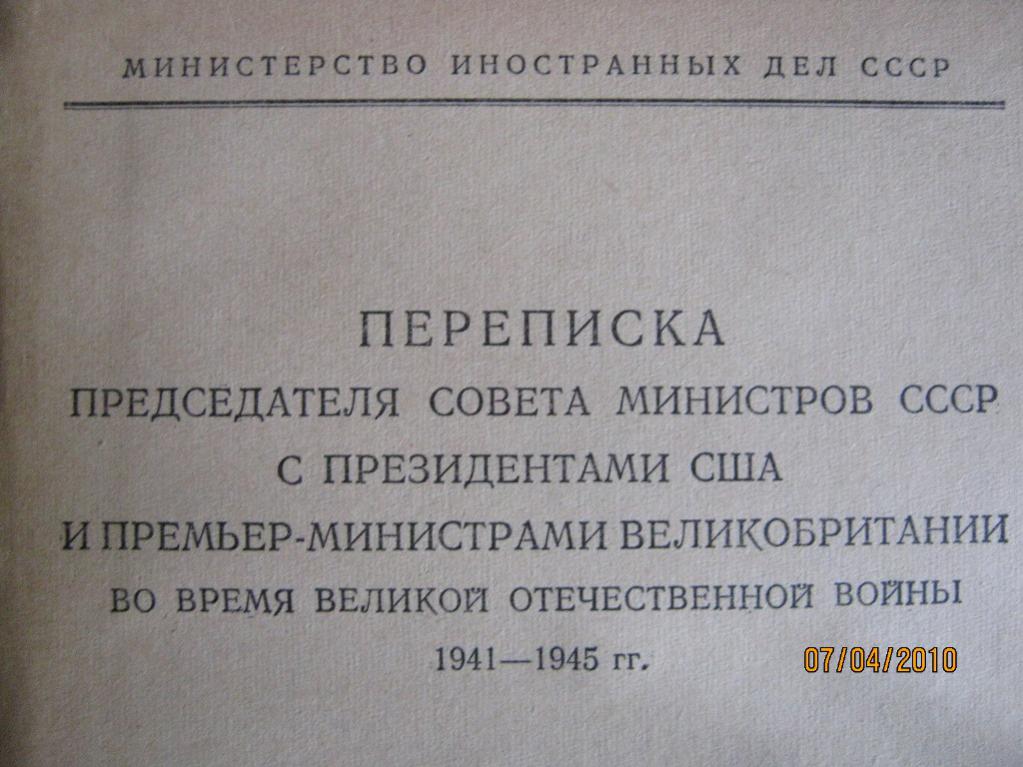 МИНИСТЕРСТВО ИНОСТРАННЫХ ДЕЛ СССР
ПЕРЕПИСКА
ПРЕДСЕДАТЕЛЯ СОВЕТА МИНИСТРОВ СССР
С ПРЕЗИДЕНТАМИ США
И ПРЕМЬЕР-МИНИСТРАМИ ВЕЛИКОБРИТАНИИ
ВО ВРЕМЯ ВЕЛИКОЙ ОТЕЧЕСТВЕННОЙ ВОЙНЫ
1941—1945 гг.
07/04/2010